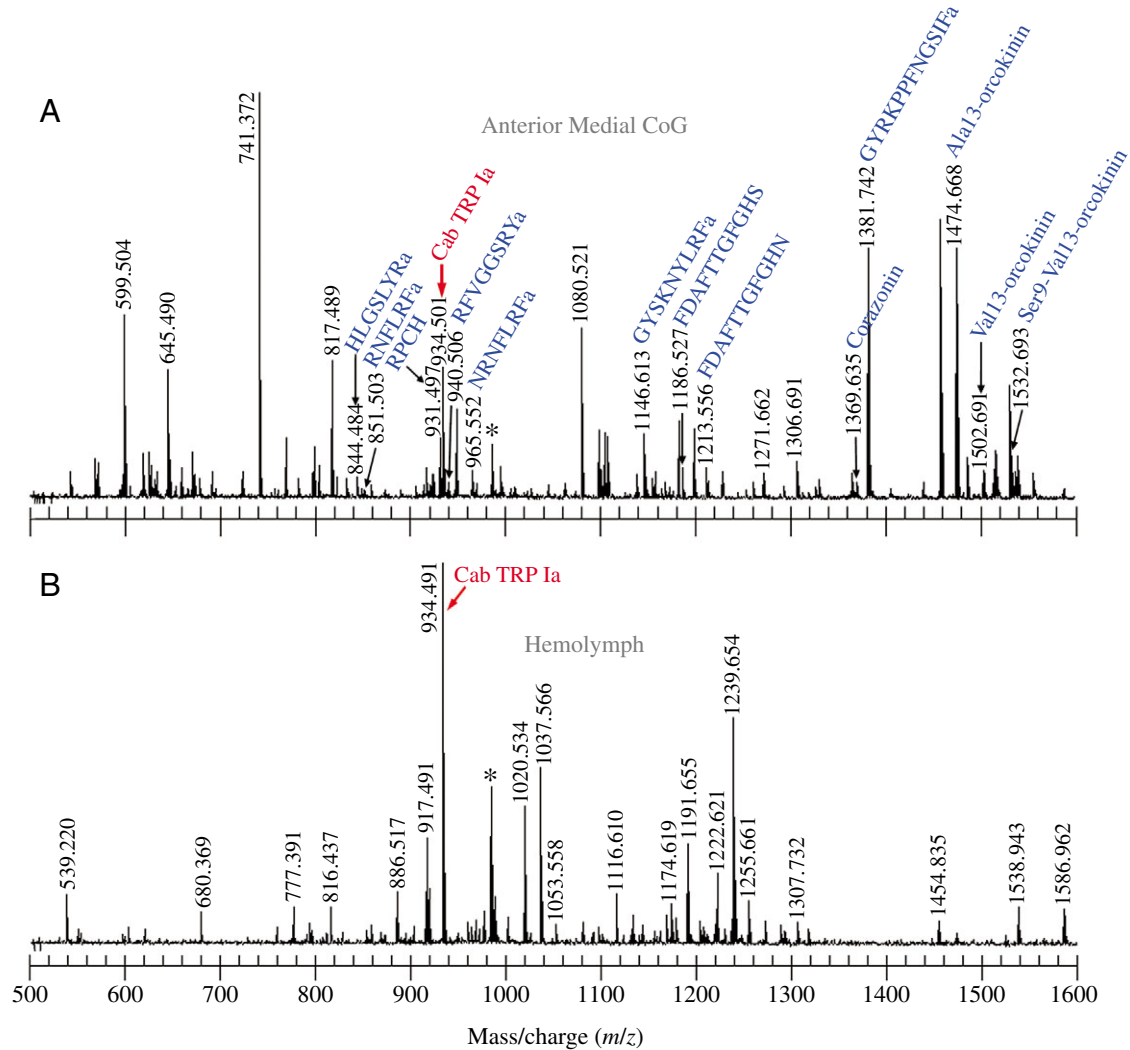 A
Anterior Medial CoG
599.504
645.490
741.372
817.489
844.484
HLGSLYRa
851.503
RNFLRFa
RPCH
931.497
934.501
Cab TRP Ia
940.506
RFVGGSRYa
965.552
NRNFLRFa
*
1080.521
1146.613
GYSKNYLRFa
1186.527
FDAFTTGFGHS
1213.556
FDAFTTGFGHN
1271.662
1306.691
1369.635
Corazonin
1381.742
GYRKPPFNGSIFa
1474.668
Ala13-orcokinin
1502.691
Val13-orcokinin
1532.693
Ser9-Val13-orcokinin
B
Cab TRP Ia
Hemolymph
539.220
680.369
777.391
816.437
886.517
917.491
934.491
*
1020.534
1037.566
1053.558
1116.610
1174.619
1191.655
1222.621
1239.654
1255.661
1307.732
1454.835
1538.943
1586.962
500 600 700 800 900 1000 1100 1200 1300 1400 1500 1600
Mass/charge (m/z)